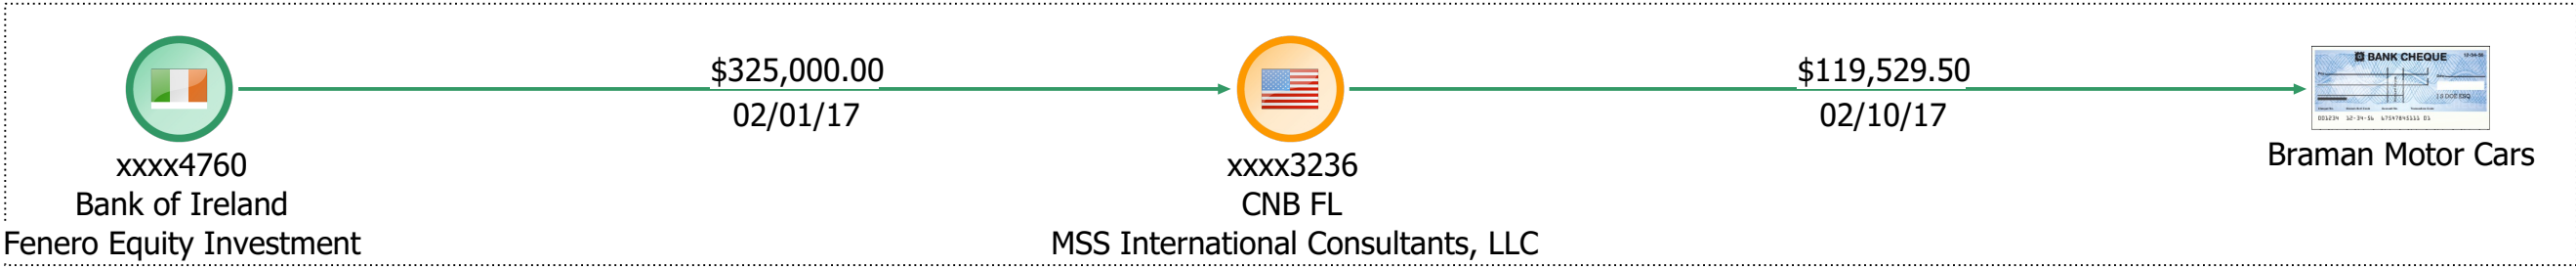 $325,000.00
02/01/17
$119,529.50
02/10/17
BANK CHEQUE
xxxx4760
Bank of Ireland
Fenero Equity Investment
xxxx3236
CNB FL
MSS International Consultants, LLC
Braman Motor Cars